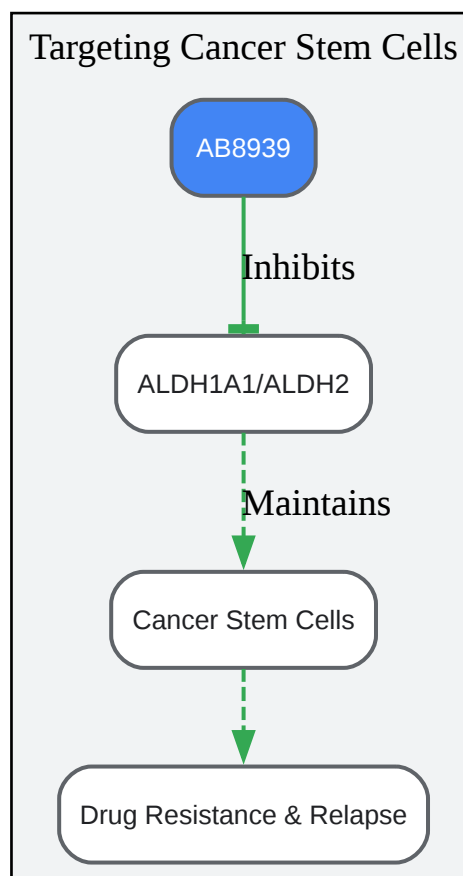 Targeting Cancer Stem Cells
AB8939
Inhibits
ALDH1A1/ALDH2
Maintains
Cancer Stem Cells
Drug Resistance & Relapse